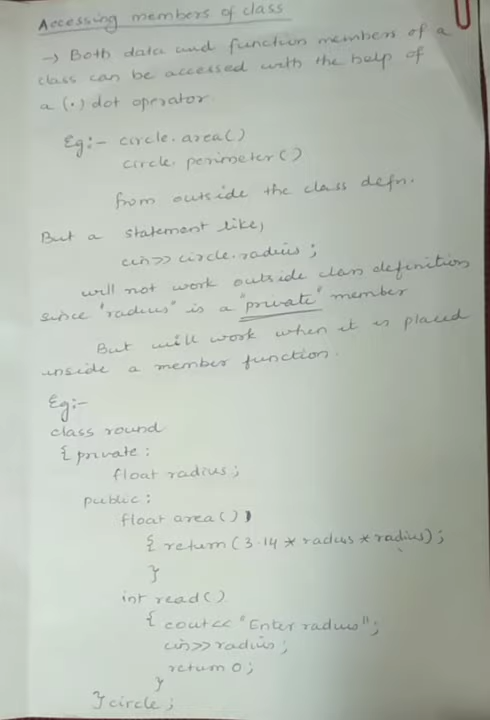 Accessing members of class
→ Both data and function members of a
class can be accessed with the help of
a (.) dot operator
Eg:- circle.area()
circle.perimeter()
from outside the class defn.
But a statement like,
cin>> circle.radius;
will not work outside class definition
since "radius" is a "private" member
But will work when it is placed
inside a member function.
Eg:-
class round
{ private:
float radius;
public:
float area()
{ return (3.14 * radius * radius);
}
int read()
{ cout<< "Enter radius";
cin>> radius;
return 0;
}
} circle;